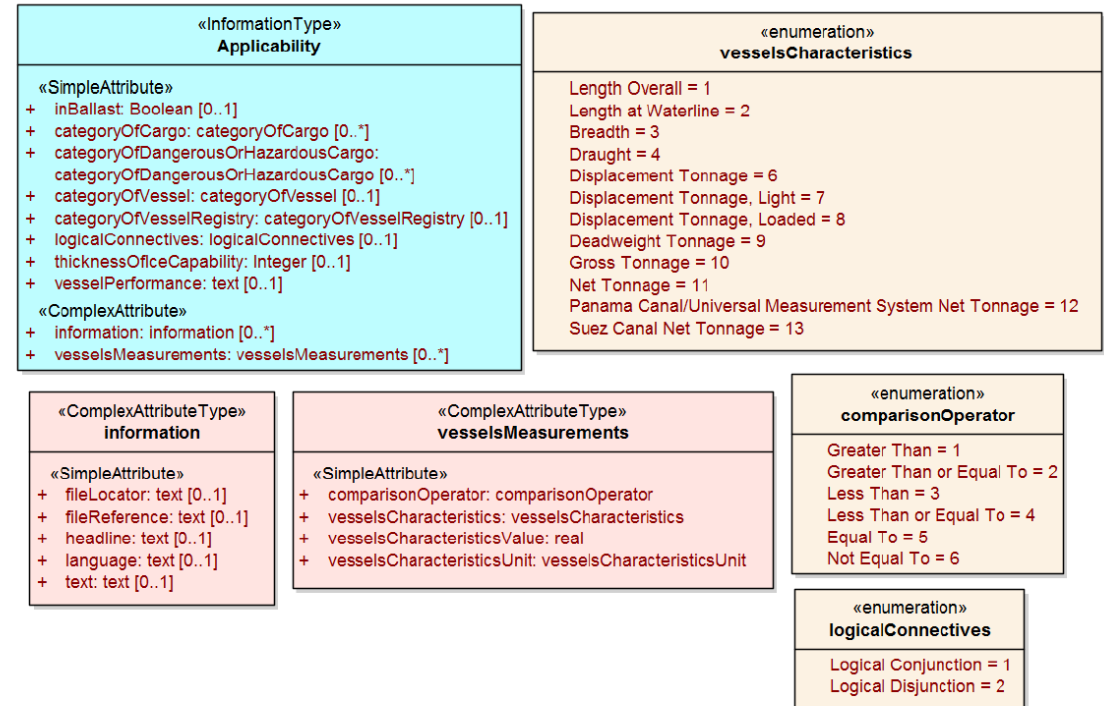 «InformationType»
Applicability
«SimpleAttribute»
+ inBallast: Boolean [0..1]
+ categoryOfCargo: categoryOfCargo [0..*]
+ categoryOfDangerousOrHazardousCargo:
categoryOfDangerousOrHazardousCargo [0..*]
+ categoryOfVessel: categoryOfVessel [0..1]
+ categoryOfVesselRegistry: categoryOfVesselRegistry [0..1]
+ logicalConnectives: logicalConnectives [0..1]
+ thicknessOfIceCapability: Integer [0..1]
+ vesselPerformance: text [0..1]
«ComplexAttribute»
+ information: information [0..*]
+ vesselsMeasurements: vesselsMeasurements [0..*]
«enumeration»
vesselsCharacteristics
Length Overall = 1
Length at Waterline = 2
Breadth = 3
Draught = 4
Displacement Tonnage = 6
Displacement Tonnage, Light = 7
Displacement Tonnage, Loaded = 8
Deadweight Tonnage = 9
Gross Tonnage = 10
Net Tonnage = 11
Panama Canal/Universal Measurement System Net Tonnage = 12
Suez Canal Net Tonnage = 13
«ComplexAttributeType»
information
«SimpleAttribute»
+ fileLocator: text [0..1]
+ fileReference: text [0..1]
+ headline: text [0..1]
+ language: text [0..1]
+ text: text [0..1]
«ComplexAttributeType»
vesselsMeasurements
«SimpleAttribute»
+ comparisonOperator: comparisonOperator
+ vesselsCharacteristics: vesselsCharacteristics
+ vesselsCharacteristicsValue: real
+ vesselsCharacteristicsUnit: vesselsCharacteristicsUnit
«enumeration»
comparisonOperator
Greater Than = 1
Greater Than or Equal To = 2
Less Than = 3
Less Than or Equal To = 4
Equal To = 5
Not Equal To = 6
«enumeration»
logicalConnectives
Logical Conjunction = 1
Logical Disjunction = 2